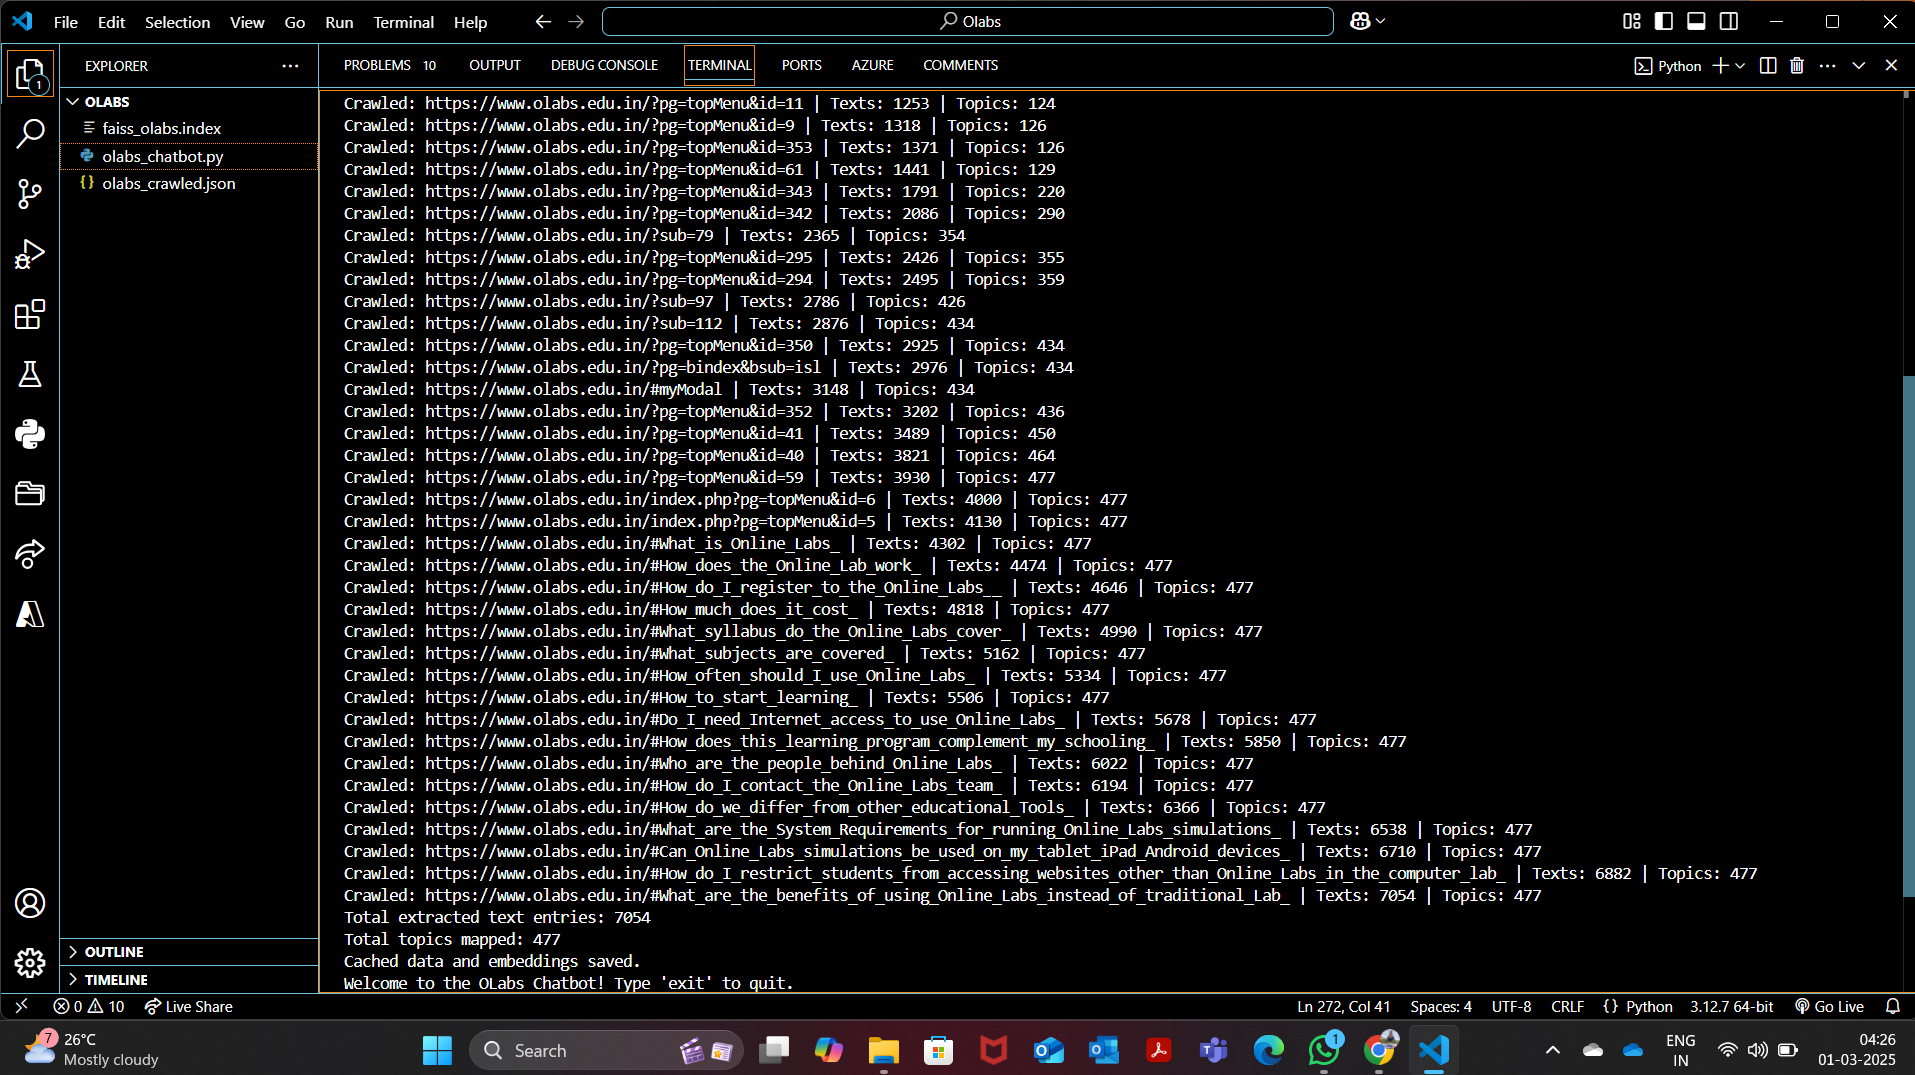 File Edit Selection View Go Run Terminal Help
Olabs
EXPLORER
PROBLEMS 10 OUTPUT DEBUG CONSOLE TERMINAL PORTS AZURE COMMENTS
Python
1
OLABS
faiss_olabs.index
olabs_chatbot.py
{} olabs_crawled.json
Crawled: https://www.olabs.edu.in/?pg=topMenu&id=11 | Texts: 1253 | Topics: 124
Crawled: https://www.olabs.edu.in/?pg=topMenu&id=9 | Texts: 1318 | Topics: 126
Crawled: https://www.olabs.edu.in/?pg=topMenu&id=353 | Texts: 1371 | Topics: 126
Crawled: https://www.olabs.edu.in/?pg=topMenu&id=61 | Texts: 1441 | Topics: 129
Crawled: https://www.olabs.edu.in/?pg=topMenu&id=343 | Texts: 1791 | Topics: 220
Crawled: https://www.olabs.edu.in/?pg=topMenu&id=342 | Texts: 2086 | Topics: 290
Crawled: https://www.olabs.edu.in/?sub=79 | Texts: 2365 | Topics: 354
Crawled: https://www.olabs.edu.in/?pg=topMenu&id=295 | Texts: 2426 | Topics: 355
Crawled: https://www.olabs.edu.in/?pg=topMenu&id=294 | Texts: 2495 | Topics: 359
Crawled: https://www.olabs.edu.in/?sub=97 | Texts: 2786 | Topics: 426
Crawled: https://www.olabs.edu.in/?sub=112 | Texts: 2876 | Topics: 434
Crawled: https://www.olabs.edu.in/?pg=topMenu&id=350 | Texts: 2925 | Topics: 434
Crawled: https://www.olabs.edu.in/?pg=bindex&bsub=isl | Texts: 2976 | Topics: 434
Crawled: https://www.olabs.edu.in/#myModal | Texts: 3148 | Topics: 434
Crawled: https://www.olabs.edu.in/?pg=topMenu&id=352 | Texts: 3202 | Topics: 436
Crawled: https://www.olabs.edu.in/?pg=topMenu&id=41 | Texts: 3489 | Topics: 450
Crawled: https://www.olabs.edu.in/?pg=topMenu&id=40 | Texts: 3821 | Topics: 464
Crawled: https://www.olabs.edu.in/?pg=topMenu&id=59 | Texts: 3930 | Topics: 477
Crawled: https://www.olabs.edu.in/index.php?pg=topMenu&id=6 | Texts: 4000 | Topics: 477
Crawled: https://www.olabs.edu.in/index.php?pg=topMenu&id=5 | Texts: 4130 | Topics: 477
Crawled: https://www.olabs.edu.in/#What_is_Online_Labs_ | Texts: 4302 | Topics: 477
Crawled: https://www.olabs.edu.in/#How_does_the_Online_Lab_work_ | Texts: 4474 | Topics: 477
Crawled: https://www.olabs.edu.in/#How_do_I_register_to_the_Online_Labs__ | Texts: 4646 | Topics: 477
Crawled: https://www.olabs.edu.in/#How_much_does_it_cost_ | Texts: 4818 | Topics: 477
Crawled: https://www.olabs.edu.in/#What_syllabus_do_the_Online_Labs_cover_ | Texts: 4990 | Topics: 477
Crawled: https://www.olabs.edu.in/#What_subjects_are_covered_ | Texts: 5162 | Topics: 477
Crawled: https://www.olabs.edu.in/#How_often_should_I_use_Online_Labs_ | Texts: 5334 | Topics: 477
Crawled: https://www.olabs.edu.in/#How_to_start_learning_ | Texts: 5506 | Topics: 477
Crawled: https://www.olabs.edu.in/#Do_I_need_Internet_access_to_use_Online_Labs_ | Texts: 5678 | Topics: 477
Crawled: https://www.olabs.edu.in/#How_does_this_learning_program_complement_my_schooling_ | Texts: 5850 | Topics: 477
Crawled: https://www.olabs.edu.in/#Who_are_the_people_behind_Online_Labs_ | Texts: 6022 | Topics: 477
Crawled: https://www.olabs.edu.in/#How_do_I_contact_the_Online_Labs_team_ | Texts: 6194 | Topics: 477
Crawled: https://www.olabs.edu.in/#How_do_we_differ_from_other_educational_Tools_ | Texts: 6366 | Topics: 477
Crawled: https://www.olabs.edu.in/#What_are_the_System_Requirements_for_running_Online_Labs_simulations_ | Texts: 6538 | Topics: 477
Crawled: https://www.olabs.edu.in/#Can_Online_Labs_simulations_be_used_on_my_tablet_iPad_Android_devices_ | Texts: 6710 | Topics: 477
Crawled: https://www.olabs.edu.in/#How_do_I_restrict_students_from_accessing_websites_other_than_Online_Labs_in_the_computer_lab_ | Texts: 6882 | Topics: 477
Crawled: https://www.olabs.edu.in/#What_are_the_benefits_of_using_Online_Labs_instead_of_traditional_Lab_ | Texts: 7054 | Topics: 477
Total extracted text entries: 7054
Total topics mapped: 477
Cached data and embeddings saved.
Welcome to the OLabs Chatbot! Type 'exit' to quit.
OUTLINE
TIMELINE
0 10 Live Share
Ln 272, Col 41 Spaces: 4 UTF-8 CRLF {} Python 3.12.7 64-bit Go Live
7
26°C
Mostly cloudy
Search
1
ENG
IN
04:26
01-03-2025